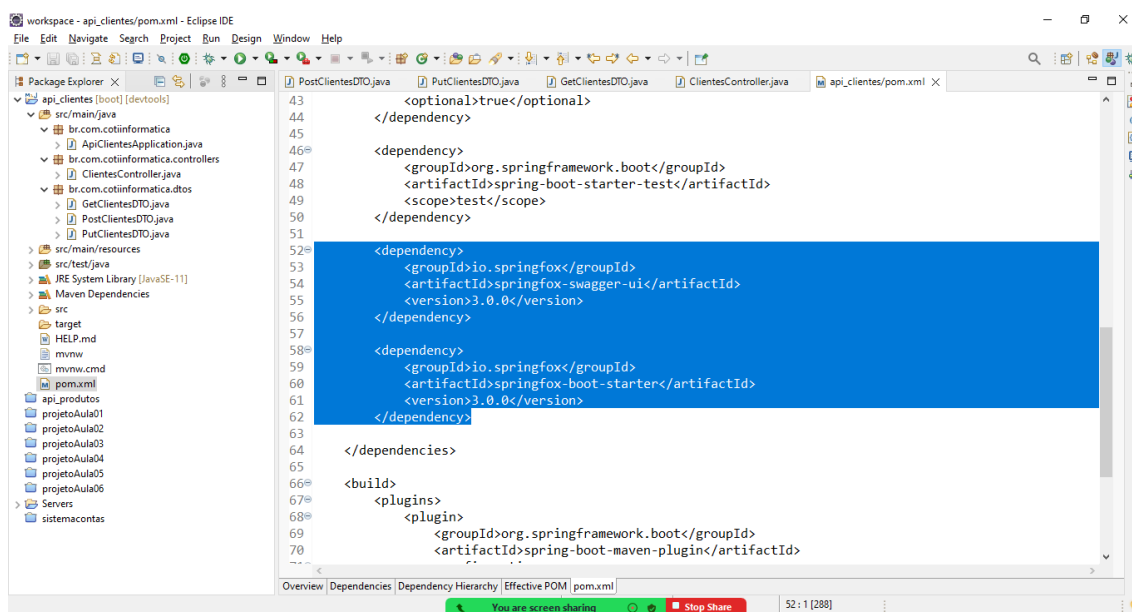 workspace - api_clientes/pom.xml - Eclipse IDE
File Edit Navigate Search Project Run Design Window Help
Package Explorer
PostClientesDTO.java PutClientesDTO.java GetClientesDTO.java ClientesController.java api_clientes/pom.xml
api_clientes [boot] [devtools]
src/main/java
br.com.cotiinformatica
ApiClientesApplication.java
br.com.cotiinformatica.controllers
ClientesController.java
br.com.cotiinformatica.dtos
GetClientesDTO.java
PostClientesDTO.java
PutClientesDTO.java
src/main/resources
src/test/java
JRE System Library [JavaSE-11]
Maven Dependencies
src
target
HELP.md
mvnw
mvnw.cmd
pom.xml
api_produtos
projetoAula01
projetoAula02
projetoAula03
projetoAula04
projetoAula05
projetoAula06
Servers
sistemacontas
43 <optional>true</optional>
44 </dependency>
45
46 <dependency>
47 <groupId>org.springframework.boot</groupId>
48 <artifactId>spring-boot-starter-test</artifactId>
49 <scope>test</scope>
50 </dependency>
51
52 <dependency>
53 <groupId>io.springfox</groupId>
54 <artifactId>springfox-swagger-ui</artifactId>
55 <version>3.0.0</version>
56 </dependency>
57
58 <dependency>
59 <groupId>io.springfox</groupId>
60 <artifactId>springfox-boot-starter</artifactId>
61 <version>3.0.0</version>
62 </dependency>
63
64 </dependencies>
65
66 <build>
67 <plugins>
68 <plugin>
69 <groupId>org.springframework.boot</groupId>
70 <artifactId>spring-boot-maven-plugin</artifactId>
Overview Dependencies Dependency Hierarchy Effective POM pom.xml
You are screen sharing Stop Share 52 : 1 [288]